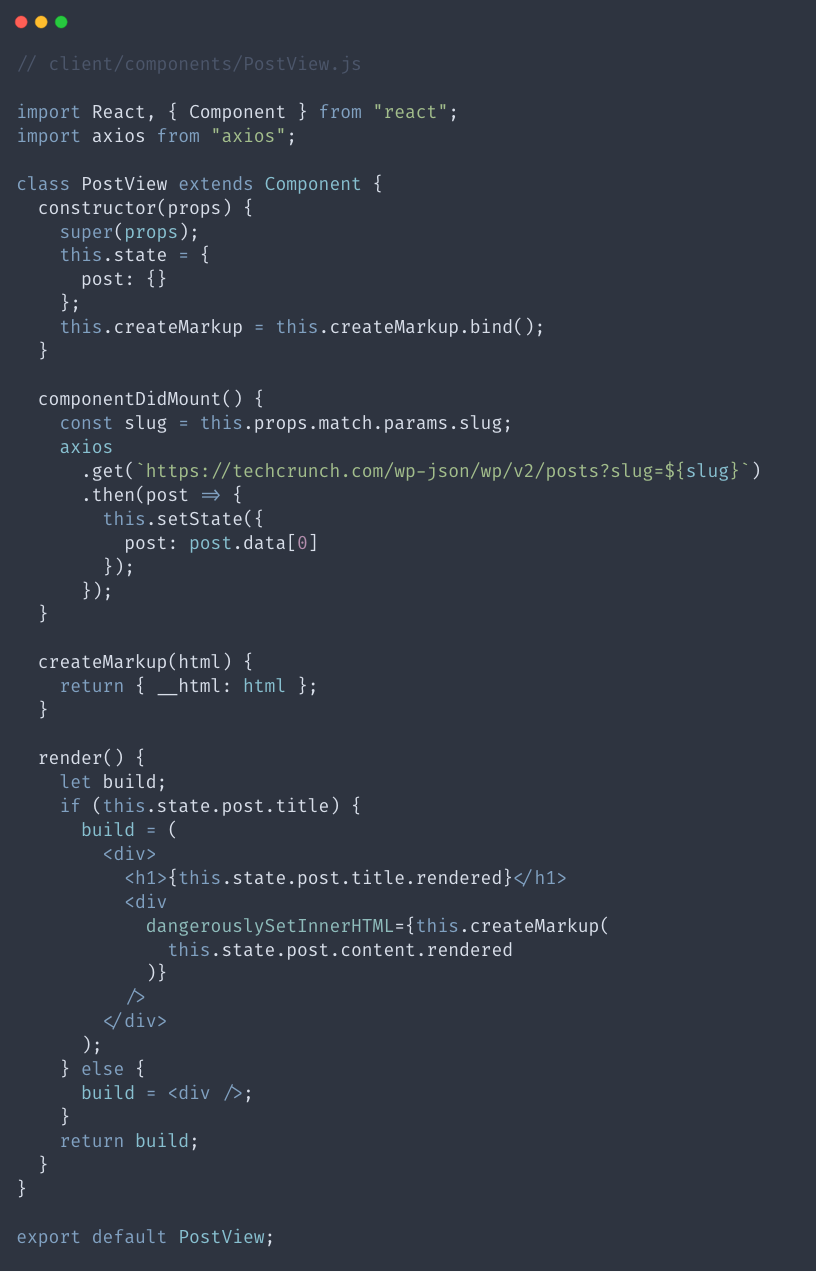 // client/components/PostView.js

import React, { Component } from "react";
import axios from "axios";

class PostView extends Component {
  constructor(props) {
    super(props);
    this.state = {
      post: {}
    };
    this.createMarkup = this.createMarkup.bind();
  }

  componentDidMount() {
    const slug = this.props.match.params.slug;
    axios
      .get(`https://techcrunch.com/wp-json/wp/v2/posts?slug=${slug}`)
      .then(post => {
        this.setState({
          post: post.data[0]
        });
      });
  }

  createMarkup(html) {
    return { __html: html };
  }

  render() {
    let build;
    if (this.state.post.title) {
      build = (
        <div>
          <h1>{this.state.post.title.rendered}</h1>
          <div
            dangerouslySetInnerHTML={this.createMarkup(
              this.state.post.content.rendered
            )}
          />
        </div>
      );
    } else {
      build = <div />;
    }
    return build;
  }
}

export default PostView;